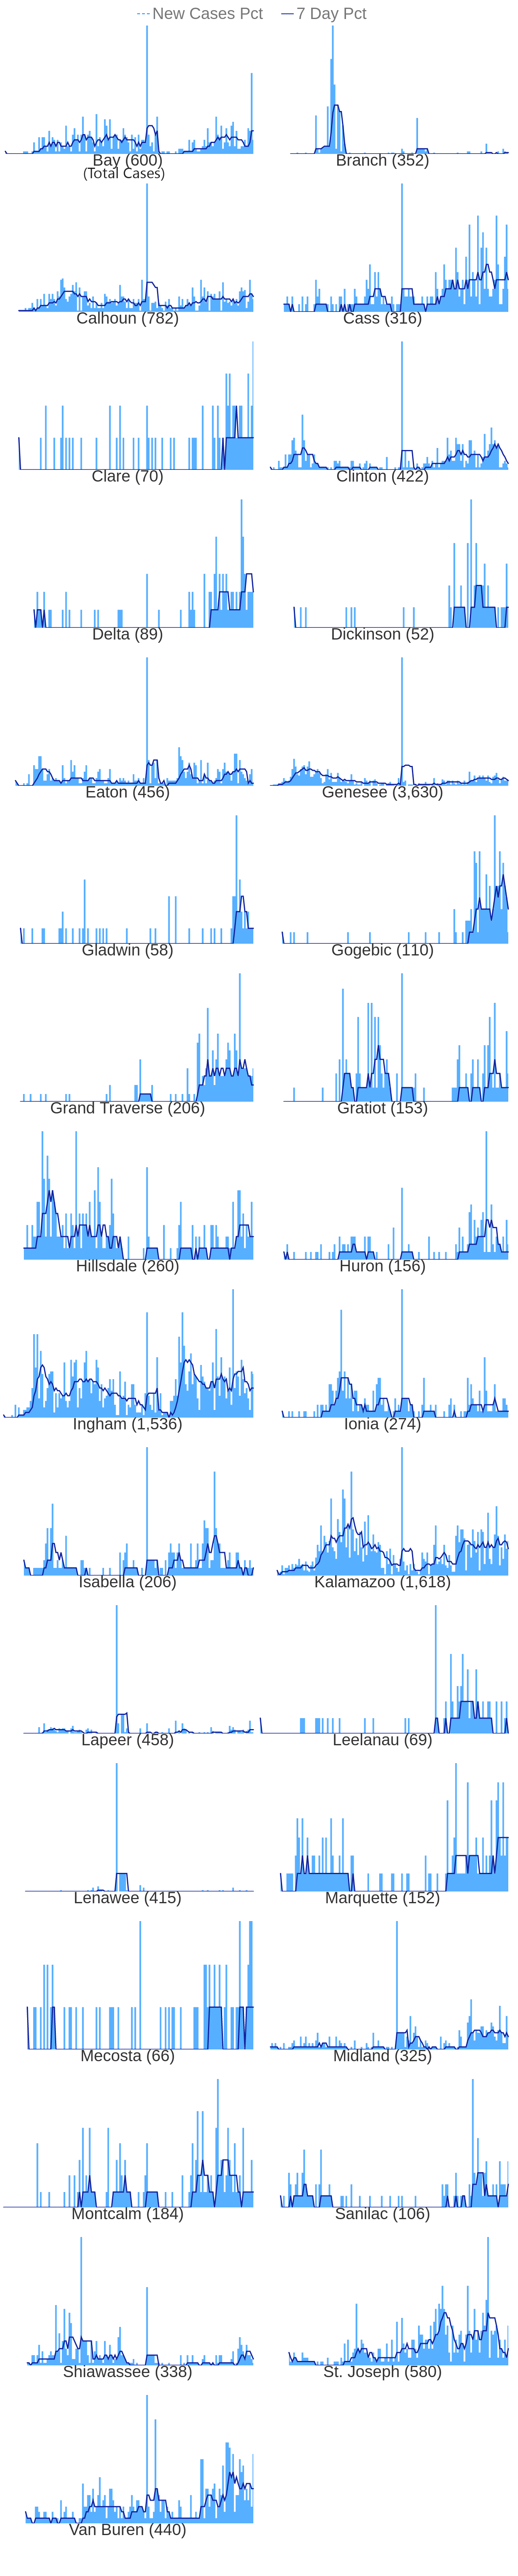 New Cases Pct 7 Day Pct
Bay (600) Branch (352)
(Total Cases)
Calhoun (782) Cass (316)
Clare (70) Clinton (422)
Delta (89) Dickinson (52)
Eaton (456) Genesee (3,630)
Gladwin (58) Gogebic (110)
Grand Traverse (206) Gratiot (153)
Hillsdale (260) Huron (156)
Ingham (1,536) Ionia (274)
Isabella (206) Kalamazoo (1,618)
Lapeer (458) Leelanau (69)
Lenawee (415) Marquette (152)
Mecosta (66) Midland (325)
Montcalm (184) Sanilac (106)
Shiawassee (338) St. Joseph (580)
Van Buren (440)